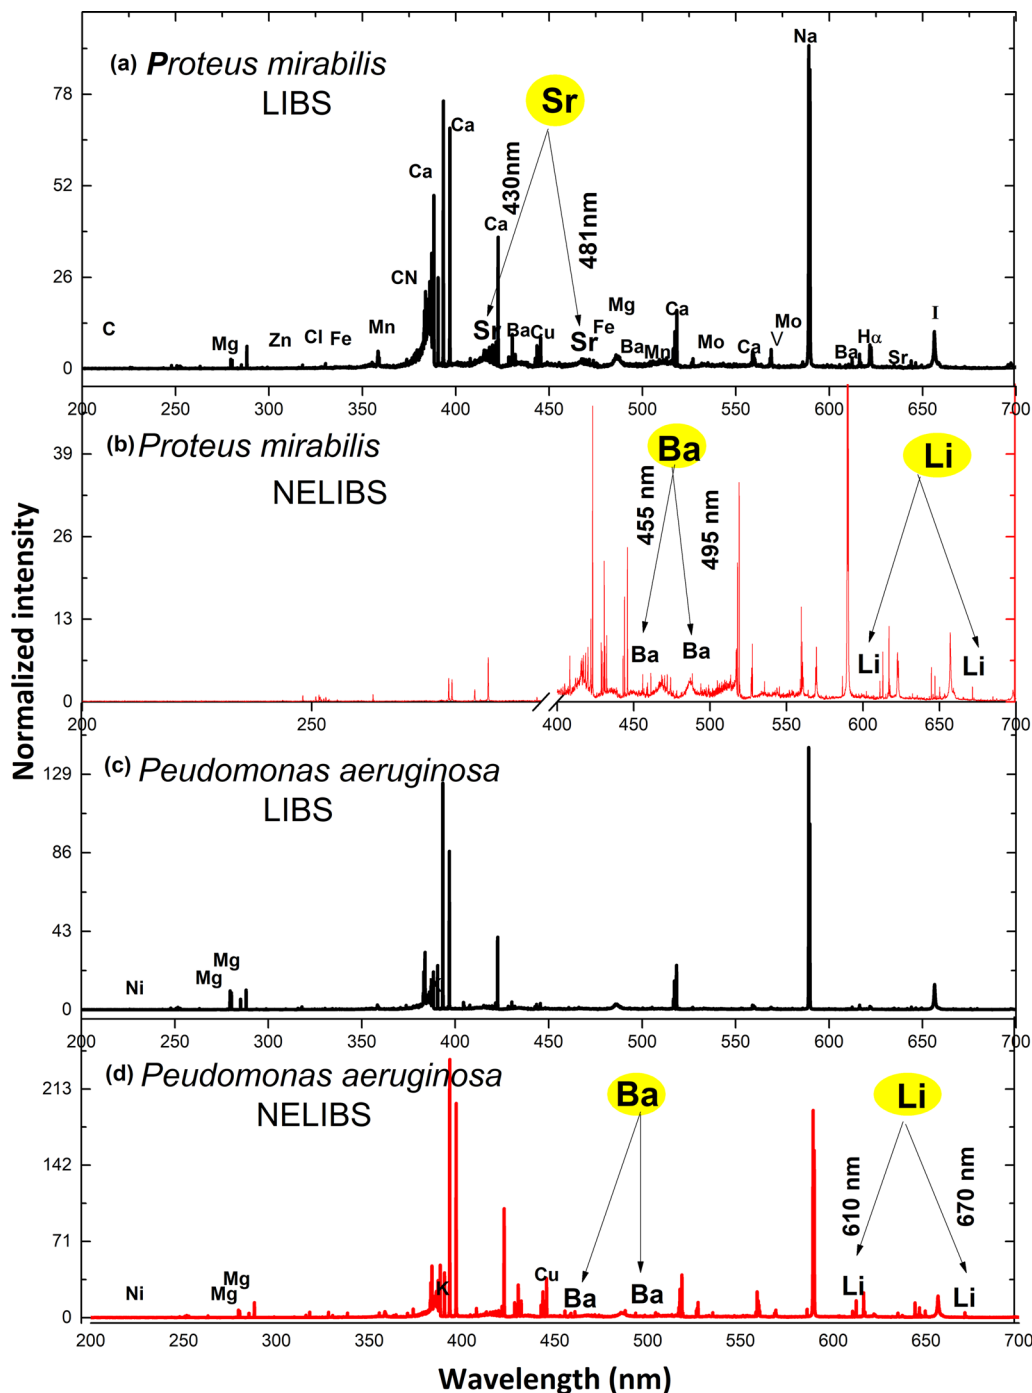 (a) Proteus mirabilis
LIBS
Sr
Na
78
52
26
0
Ca
Ca
430nm
481nm
Ca
CN
C
Mg
Zn
Cl
Fe
Mn
Sr
Ba
Cu
Sr
Fe
Mg
Ba
Mn
Ca
Mo
Ca
V
Mo
Ba
Hα
Sr
I
200 250 300 350 400 450 500 550 600 650 700
(b) Proteus mirabilis
NELIBS
Ba
Li
39
26
13
0
455 nm
495 nm
Ba
Ba
Li
Li
200 250 400 450 500 550 600 650 700
Normalized intensity
(c) Peudomonas aeruginosa
LIBS
129
86
43
0
Ni
Mg
Mg
200 250 300 350 400 450 500 550 600 650 700
(d) Peudomonas aeruginosa
NELIBS
Ba
Li
213
142
71
0
610 nm
670 nm
Ni
Mg
Mg
K
Cu
Ba
Ba
Li
Li
200 250 300 350 400 450 500 550 600 650 700
Wavelength (nm)